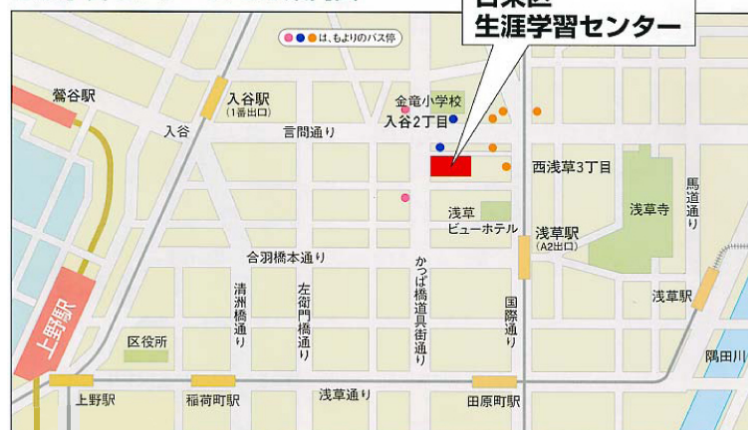 生涯学習センター
●●●は、もよりのバス停
鶯谷駅
入谷駅
(1番出口)
金竜小学校
入谷2丁目
入谷
言問通り
西浅草3丁目
馬道通り
浅草寺
浅草
ビューホテル
浅草駅
(A2出口)
合羽橋本通り
かっぱ橋道具街通り
清洲橋通り
左衛門橋通り
国際通り
浅草駅
上野駅
区役所
隅田川
上野駅
稲荷町駅
浅草通り
田原町駅